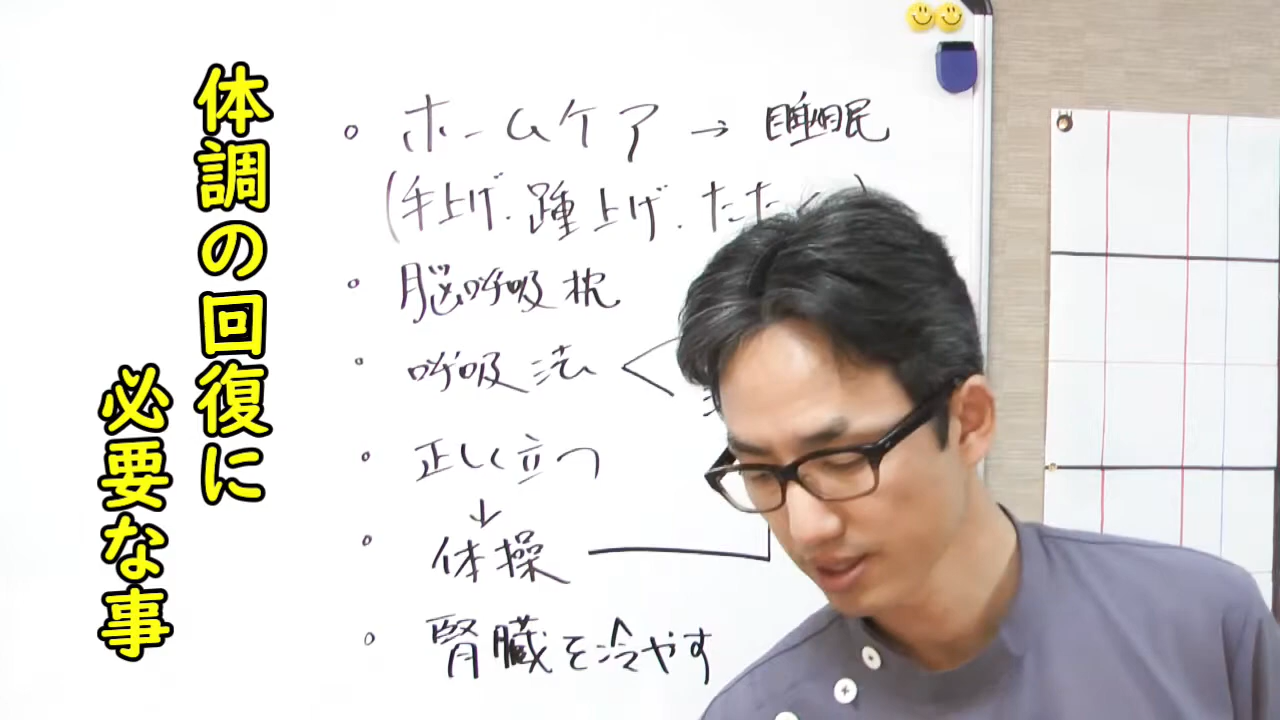 体調の回復に
必要な事
○ ホームケア → 睡眠
(手上げ．踵上げ．たたく)
○ 脳呼吸枕
○ 呼吸法 <
○ 正しく立つ
↓
○ 体操
○ 腎臓を冷やす